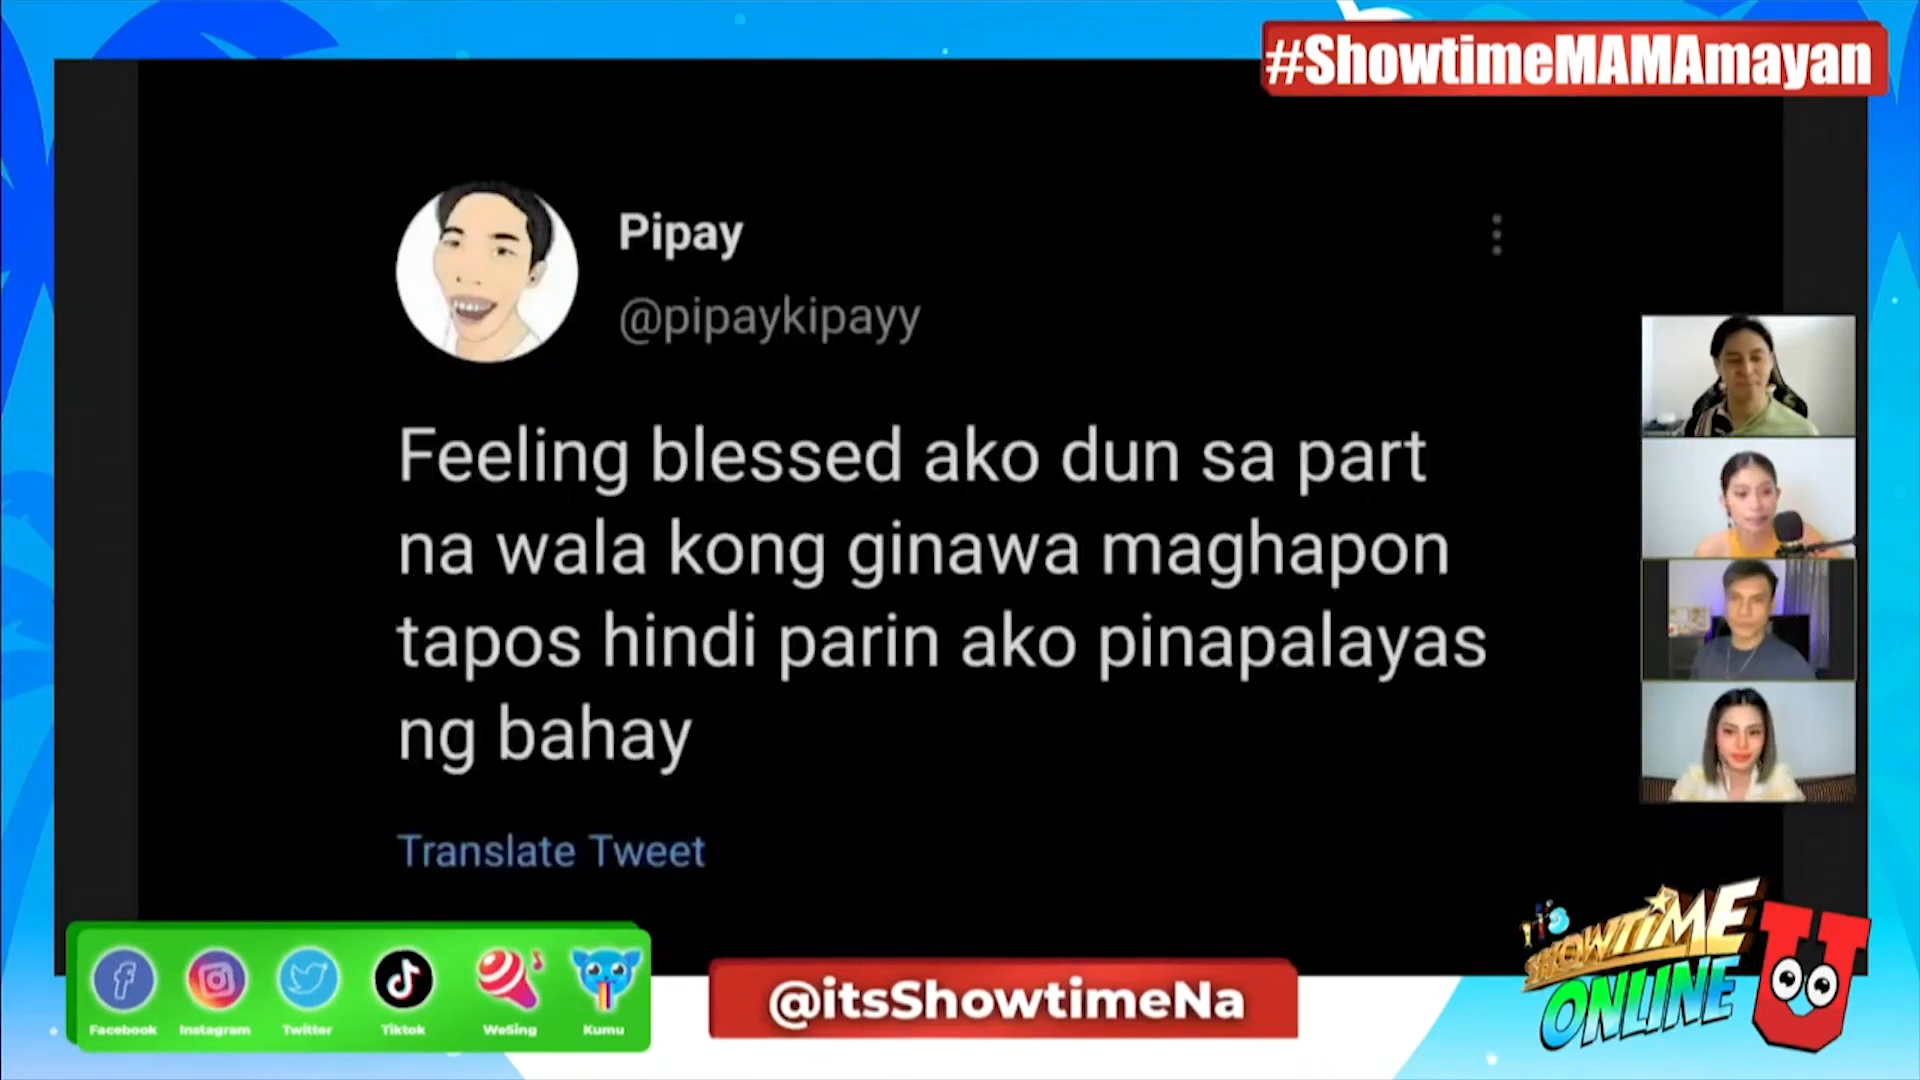 #ShowtimeMAMAmayan
Pipay
@pipaykipayy
Feeling blessed ako dun sa part
na wala kong ginawa maghapon
tapos hindi parin ako pinapalayas
ng bahay
Translate Tweet
Facebook Instagram Twitter Tiktok WeSing Kumu
@itsShowtimeNa
it's
SHOWTIME
ONLINE U